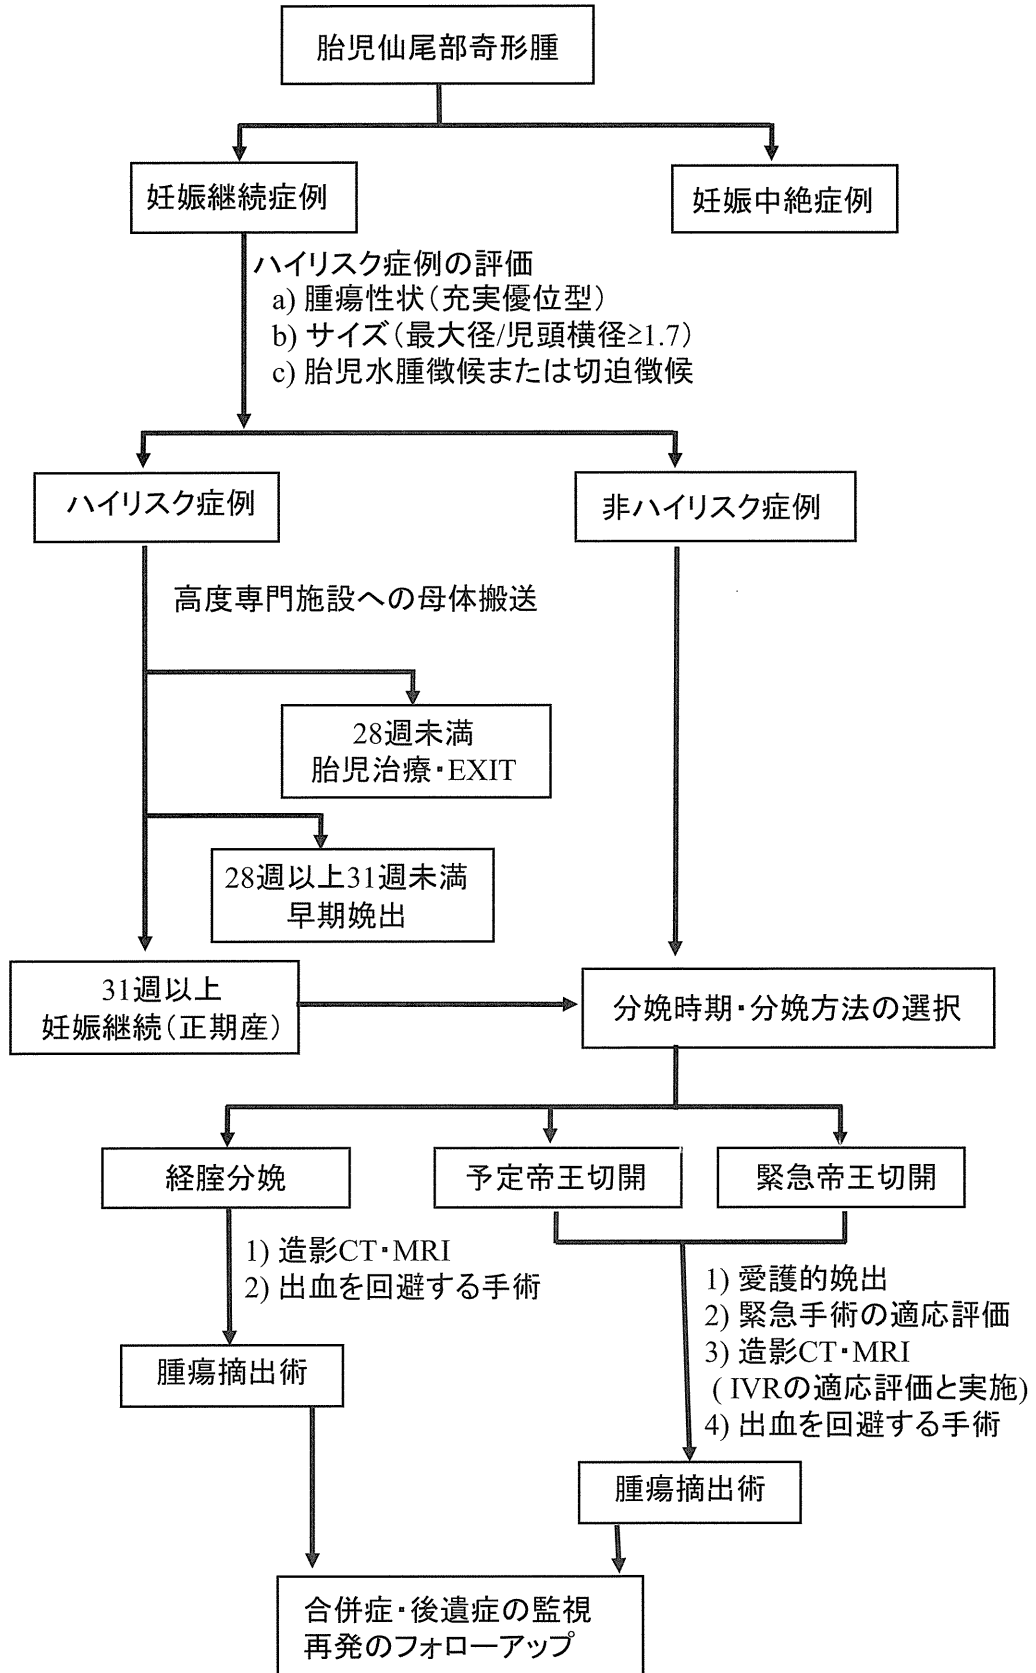 胎児仙尾部奇形腫
妊娠継続症例
妊娠中絶症例
ハイリスク症例の評価
a) 腫瘍性状(充実優位型)
b) サイズ(最大径/児頭横径≥1.7)
c) 胎児水腫徴候または切迫徴候
ハイリスク症例
非ハイリスク症例
高度専門施設への母体搬送
28週未満
胎児治療・EXIT
28週以上31週未満
早期娩出
31週以上
妊娠継続(正期産)
分娩時期・分娩方法の選択
経腟分娩
予定帝王切開
緊急帝王切開
1) 造影CT・MRI
2) 出血を回避する手術
1) 愛護的娩出
2) 緊急手術の適応評価
3) 造影CT・MRI
( IVRの適応評価と実施)
4) 出血を回避する手術
腫瘍摘出術
腫瘍摘出術
合併症・後遺症の監視
再発のフォローアップ